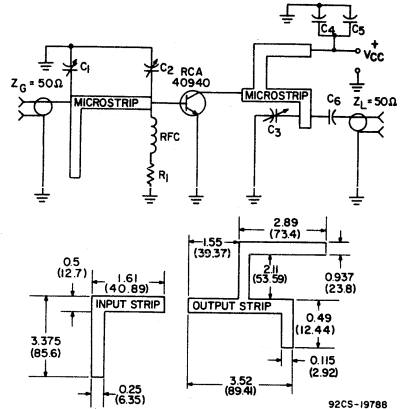 C4 C5
+
VCC
C1 C2 RCA
40940
ZG = 50Ω
MICROSTRIP
MICROSTRIP
C6 ZL = 50Ω
C3
RFC
R1
2.89
(73.4)
1.55
(39.37)
2.11
(53.59)
0.937
(23.8)
1.61
(40.89)
0.5
(12.7)
INPUT STRIP
OUTPUT STRIP
0.49
(12.44)
3.375
(85.6)
0.115
(2.92)
0.25
(6.35)
3.52
(89.41)
92CS-19788